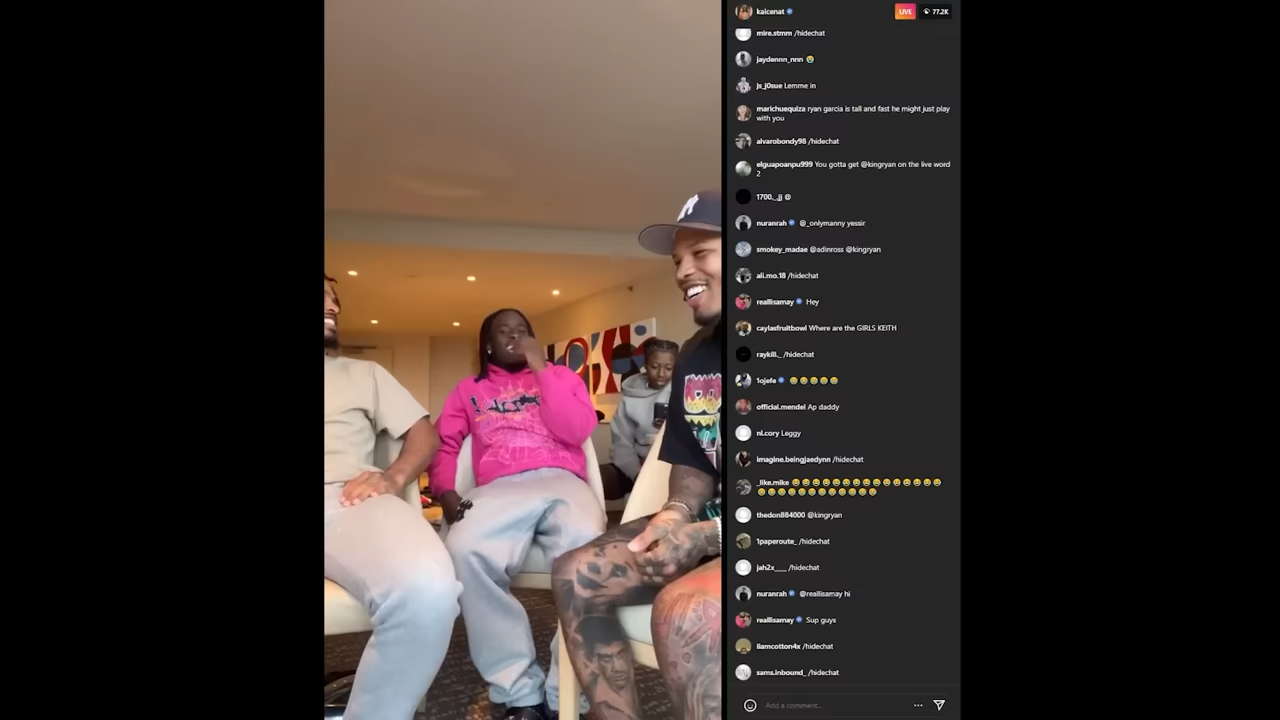 kaicenat
LIVE
77.2K
mire.stmm /hidechat
jaydennn_nnn 😭
js_j0sue Lemme in
marichuequiza ryan garcia is tall and fast he might just play
with you
alvarobondy98 /hidechat
elguapoanpu999 You gotta get @kingryan on the live word
2
1700._.jj @
nuranrah @_onlymanny yessir
smokey_madae @adinross @kingryan
ali.mo.18 /hidechat
reallisamay Hey
caylasfruitbowl Where are the GIRLS KEITH
raykill._ /hidechat
1ojefe 😂😂😂😂😂
official.mendel Ap daddy
nl.cory Leggy
imagine.beingjaedynn /hidechat
_like.mike 😂😂😂😂😂😂😂😂😂😂😂😂😂😂😂
😂😂😂😂😂😂😂😂😂😂😂😂
thedon884000 @kingryan
1paperoute_ /hidechat
jah2x___ /hidechat
nuranrah @reallisamay hi
reallisamay Sup guys
liamcotton4x /hidechat
sams.inbound_ /hidechat
Add a comment...